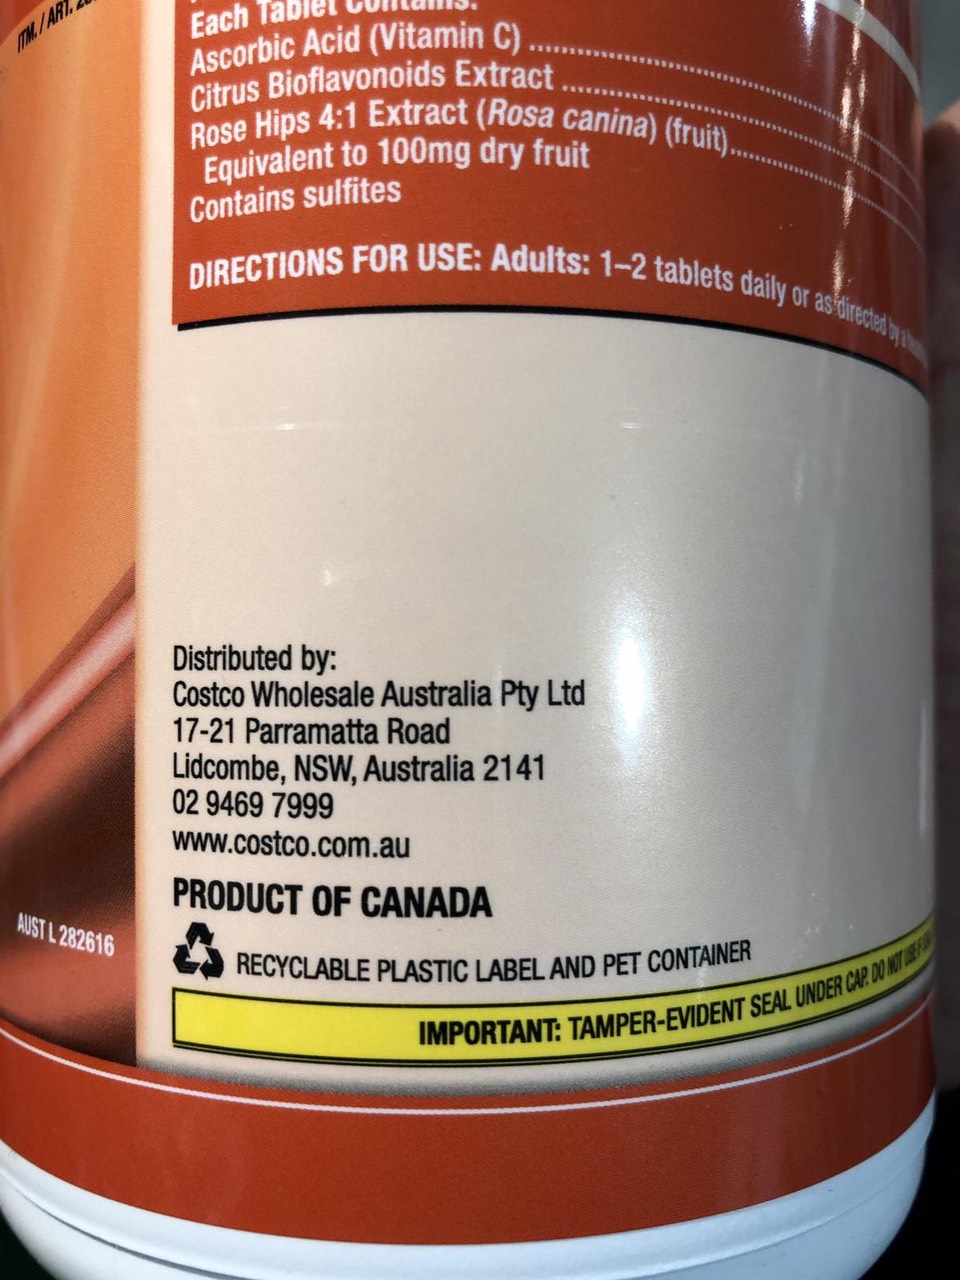 ITM. / ART.
Each Tablet Contains:
Ascorbic Acid (Vitamin C) ..........................................
Citrus Bioflavonoids Extract ......................................
Rose Hips 4:1 Extract (Rosa canina) (fruit)......................
Equivalent to 100mg dry fruit
Contains sulfites
DIRECTIONS FOR USE: Adults: 1–2 tablets daily or as directed by a
Distributed by:
Costco Wholesale Australia Pty Ltd
17-21 Parramatta Road
Lidcombe, NSW, Australia 2141
02 9469 7999
www.costco.com.au
PRODUCT OF CANADA
AUST L 282616
RECYCLABLE PLASTIC LABEL AND PET CONTAINER
IMPORTANT: TAMPER-EVIDENT SEAL UNDER CAP. DO NOT USE IF